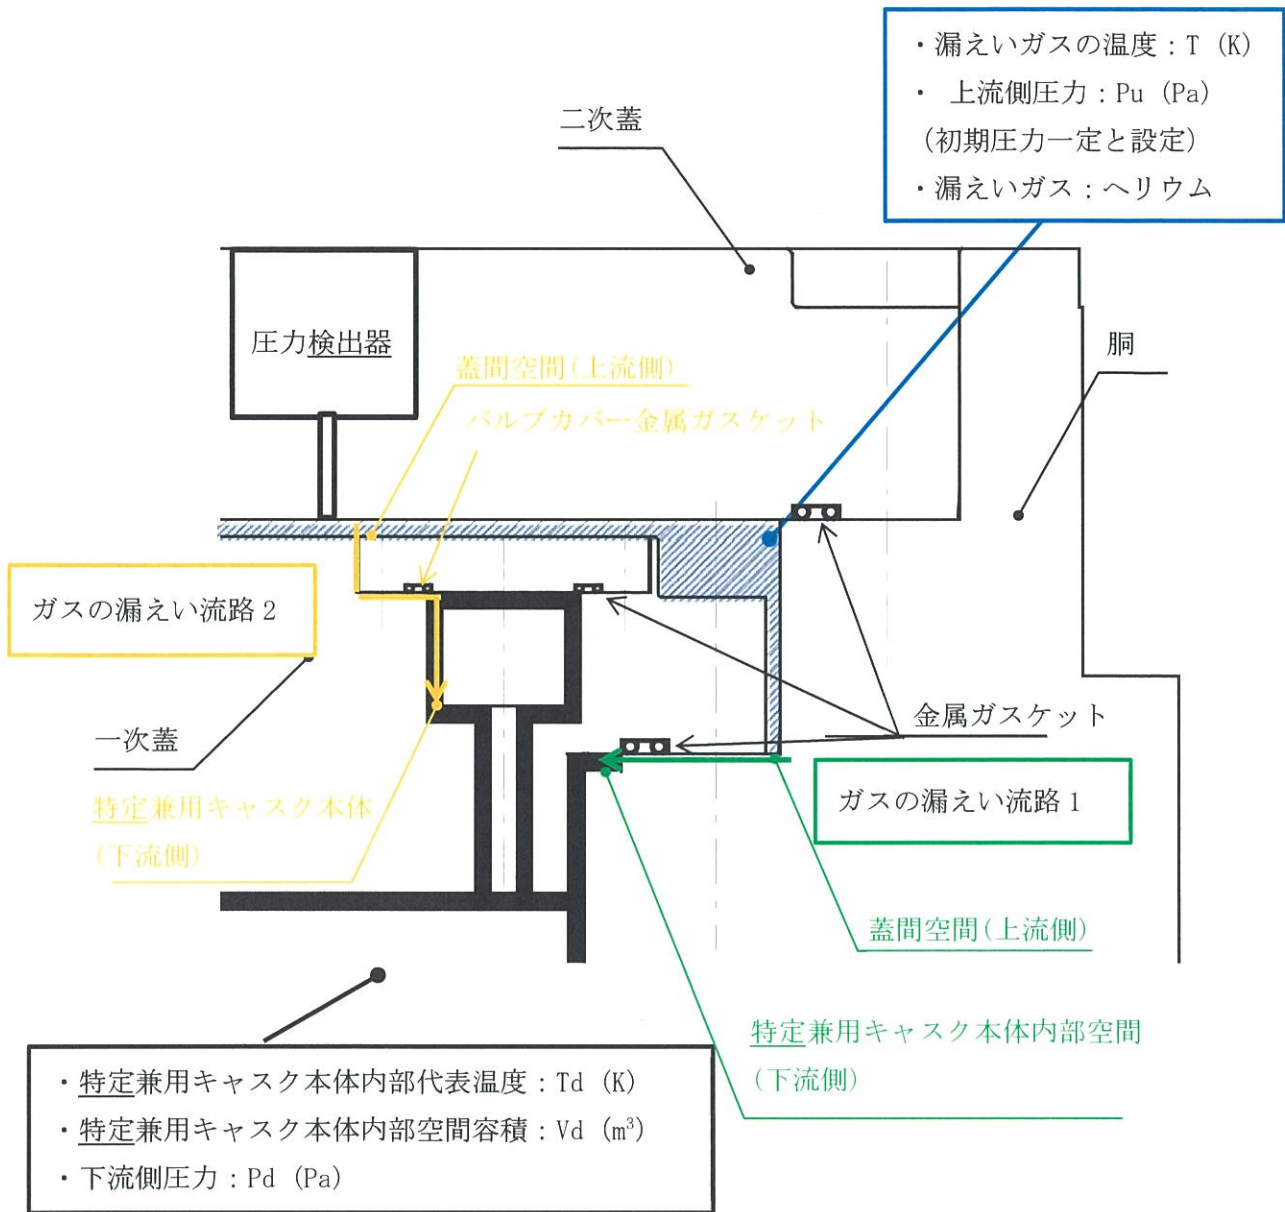 ・漏えいガスの温度：T (K)
・ 上流側圧力：Pu (Pa)
(初期圧力一定と設定)
・漏えいガス：ヘリウム
二次蓋
圧力検出器
蓋間空間(上流側)
バルブカバー金属ガスケット
胴
ガスの漏えい流路 2
一次蓋
金属ガスケット
特定兼用キャスク本体
(下流側)
ガスの漏えい流路 1
蓋間空間(上流側)
特定兼用キャスク本体内部空間
(下流側)
・特定兼用キャスク本体内部代表温度：Td (K)
・特定兼用キャスク本体内部空間容積：Vd (m³)
・下流側圧力：Pd (Pa)